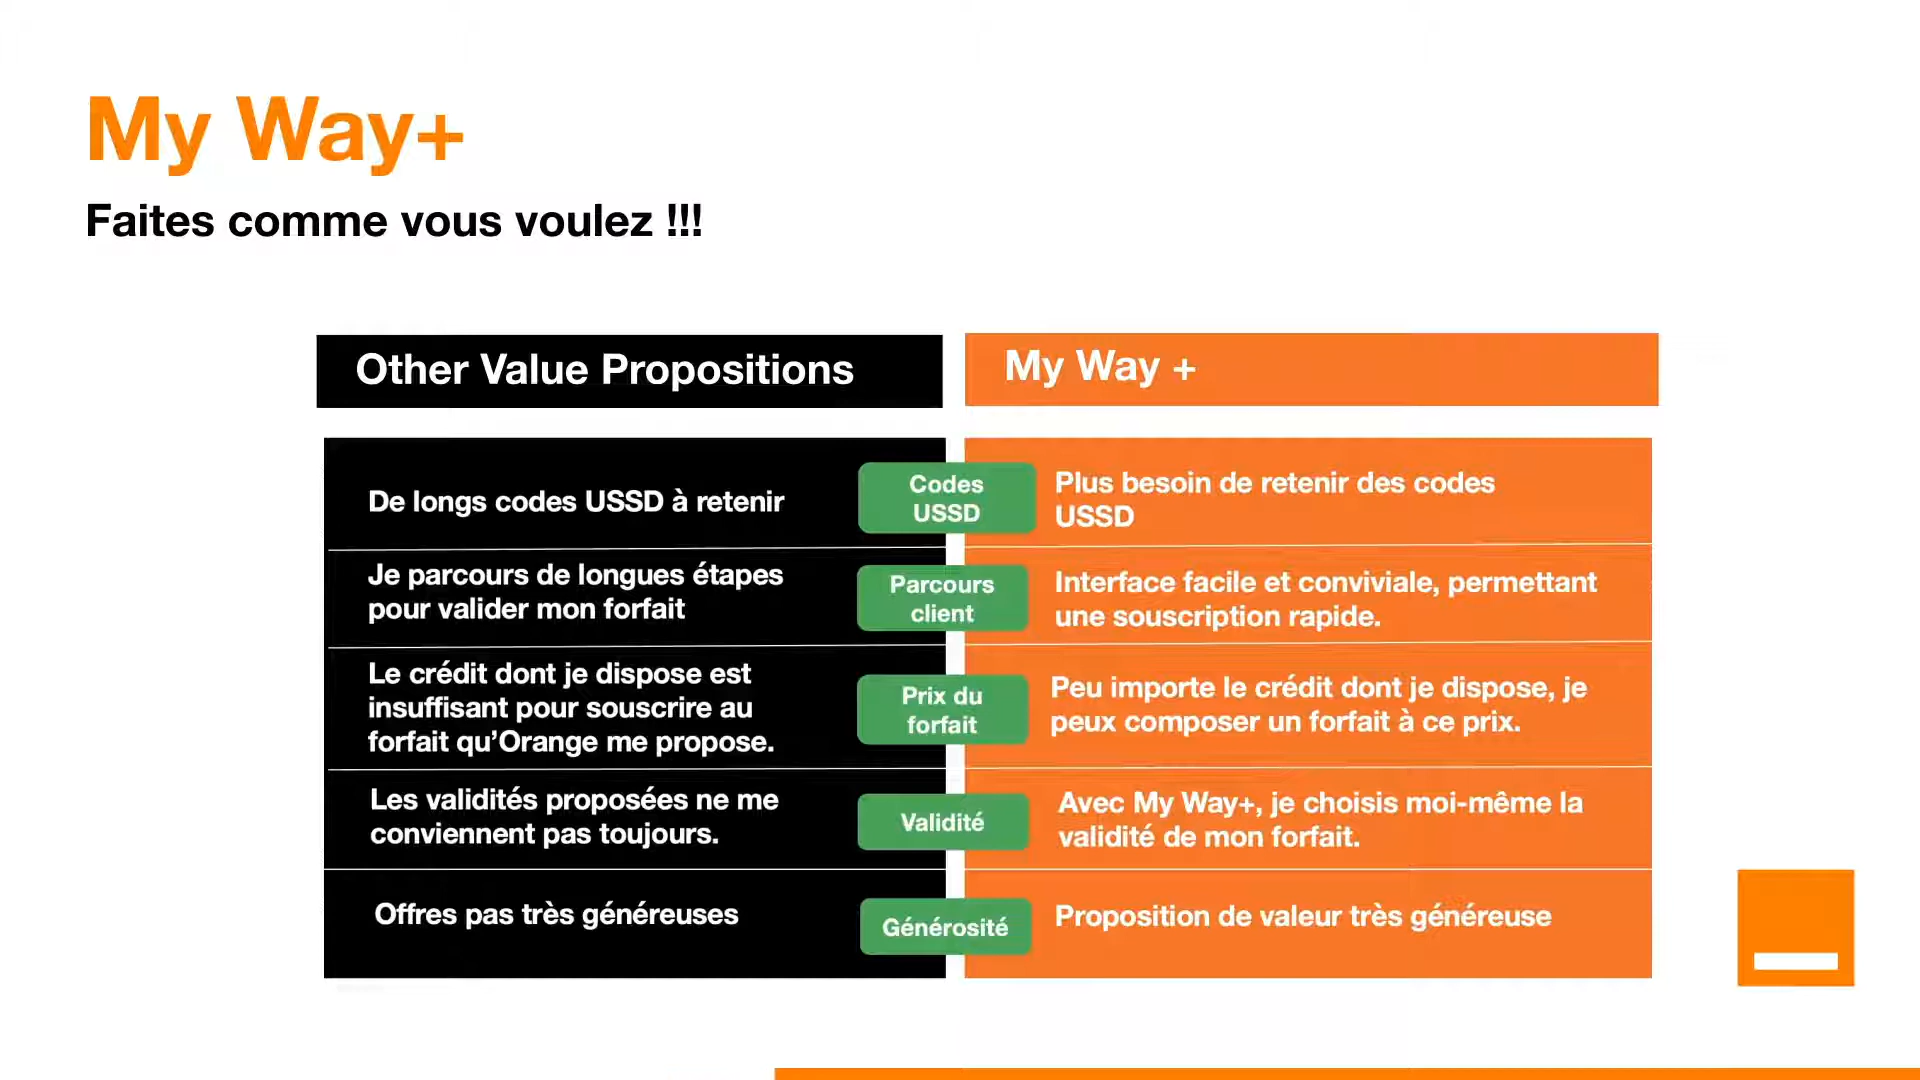 My Way+
Faites comme vous voulez !!!
Other Value Propositions
My Way +
De longs codes USSD à retenir
Codes
USSD
Plus besoin de retenir des codes
USSD
Je parcours de longues étapes
pour valider mon forfait
Parcours
client
Interface facile et conviviale, permettant
une souscription rapide.
Le crédit dont je dispose est
insuffisant pour souscrire au
forfait qu’Orange me propose.
Prix du
forfait
Peu importe le crédit dont je dispose, je
peux composer un forfait à ce prix.
Les validités proposées ne me
conviennent pas toujours.
Validité
Avec My Way+, je choisis moi-même la
validité de mon forfait.
Offres pas très généreuses
Générosité
Proposition de valeur très généreuse